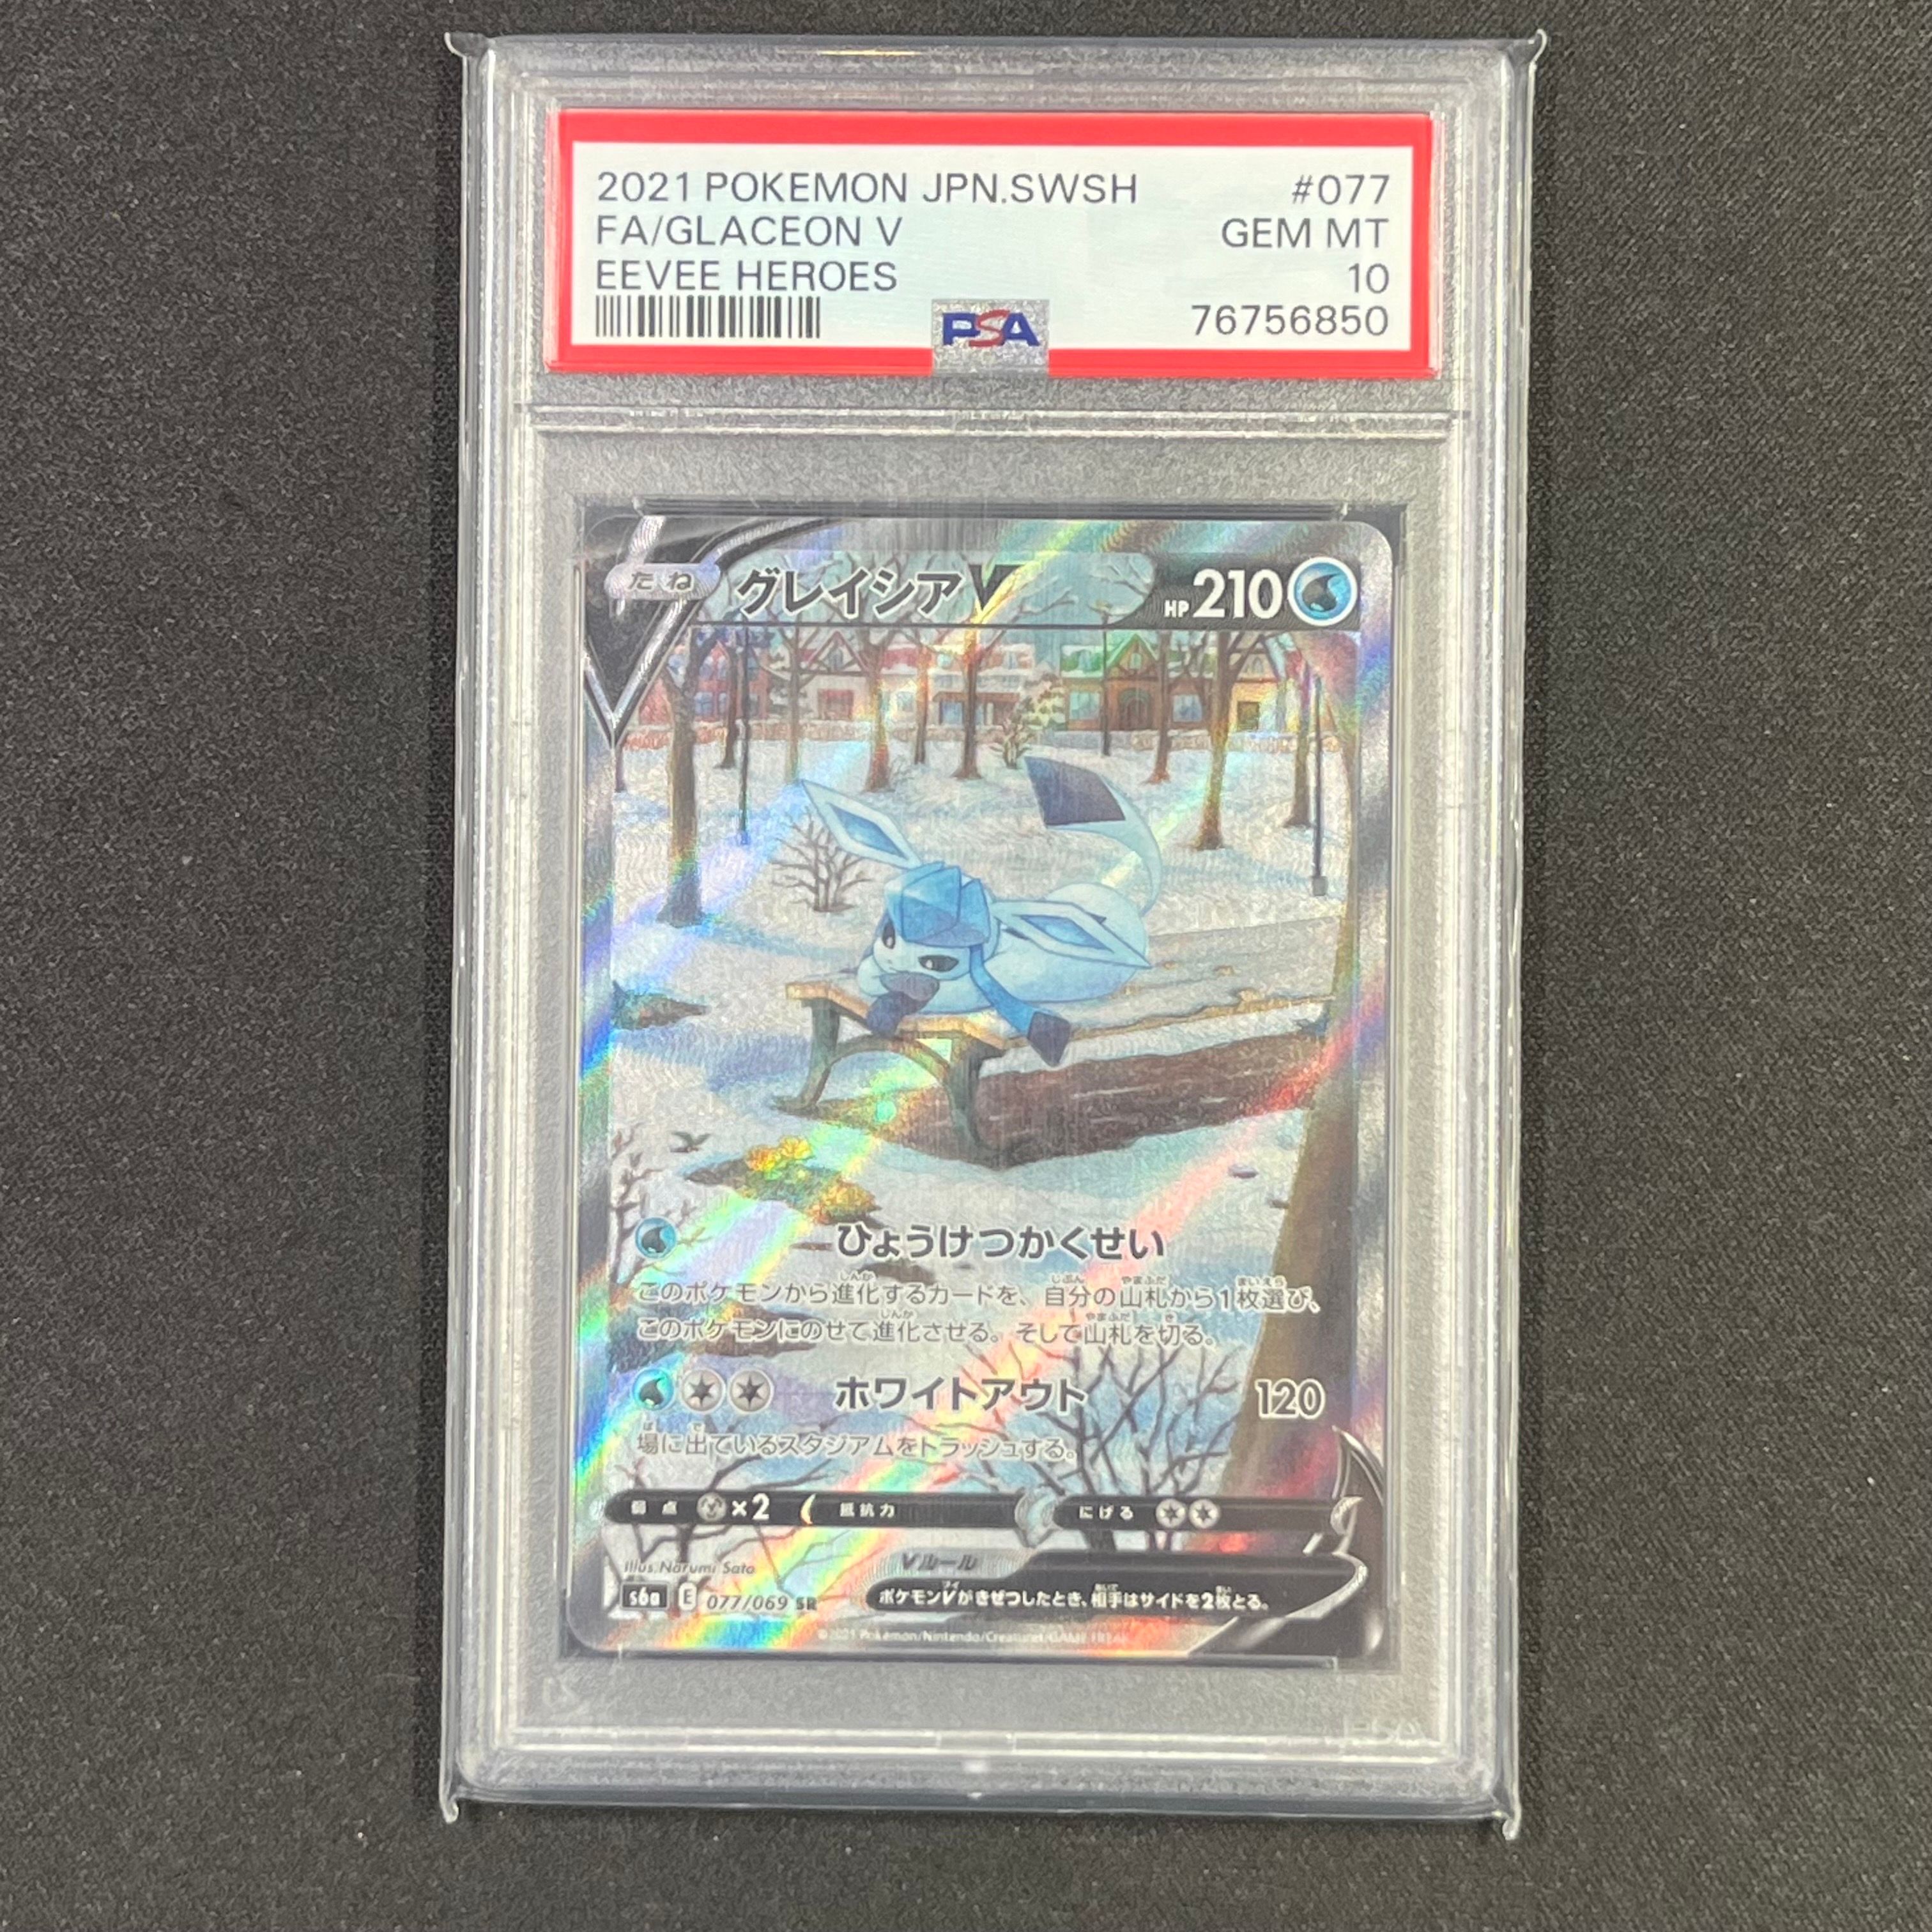 2021 POKEMON JPN.SWSH #077
FA/GLACEON V GEM MT
EEVEE HEROES 10
76756850
PSA
たね グレイシアV HP210
ひょうけつかくせい
このポケモンから進化するカードを、自分の山札から1枚選び、
このポケモンにのせて進化させる。そして山札を切る。
ホワイトアウト 120
場に出ているスタジアムをトラッシュする。
弱点 ×2 抵抗力 にげる
Illus. Narumi Sato
Vルール
s6a E 077/069 SR ポケモンVがきぜつしたとき、相手はサイドを2枚とる。
©2021 Pokémon/Nintendo/Creatures/GAME FREAK